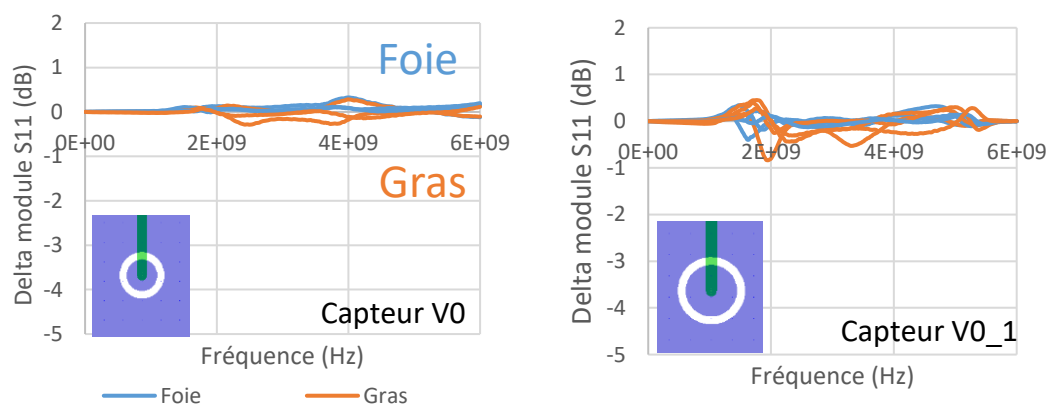 Delta module S11 (dB)
2
1
0
-1
-2
-3
-4
-5
0E+00
2E+09
4E+09
6E+09
Foie
Gras
Capteur V0
Fréquence (Hz)
Foie
Gras
Delta module S11 (dB)
2
1
0
-1
-2
-3
-4
-5
0E+00
2E+09
4E+09
6E+09
Capteur V0_1
Fréquence (Hz)